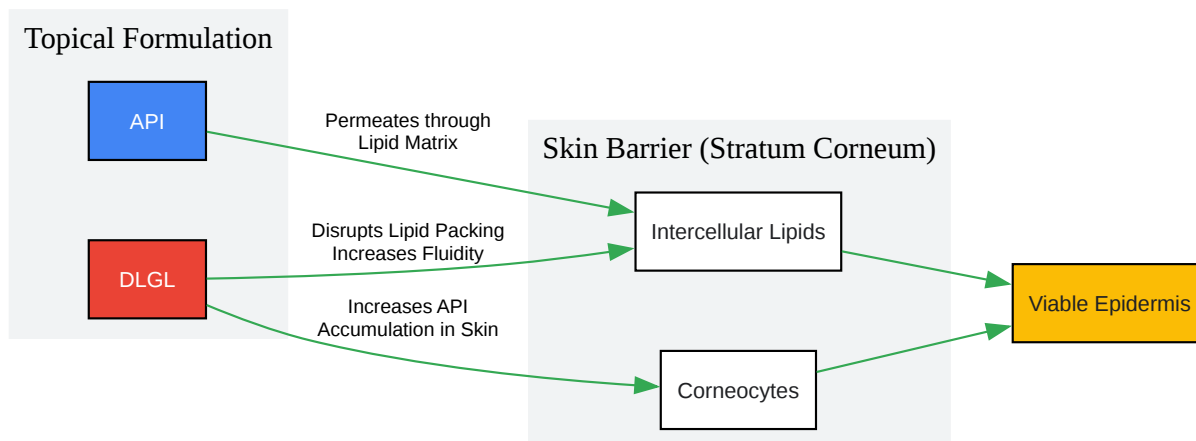 Topical Formulation
API
Permeates through
Lipid Matrix
Skin Barrier (Stratum Corneum)
Intercellular Lipids
DLGL
Disrupts Lipid Packing
Increases Fluidity
Increases API
Accumulation in Skin
Viable Epidermis
Corneocytes